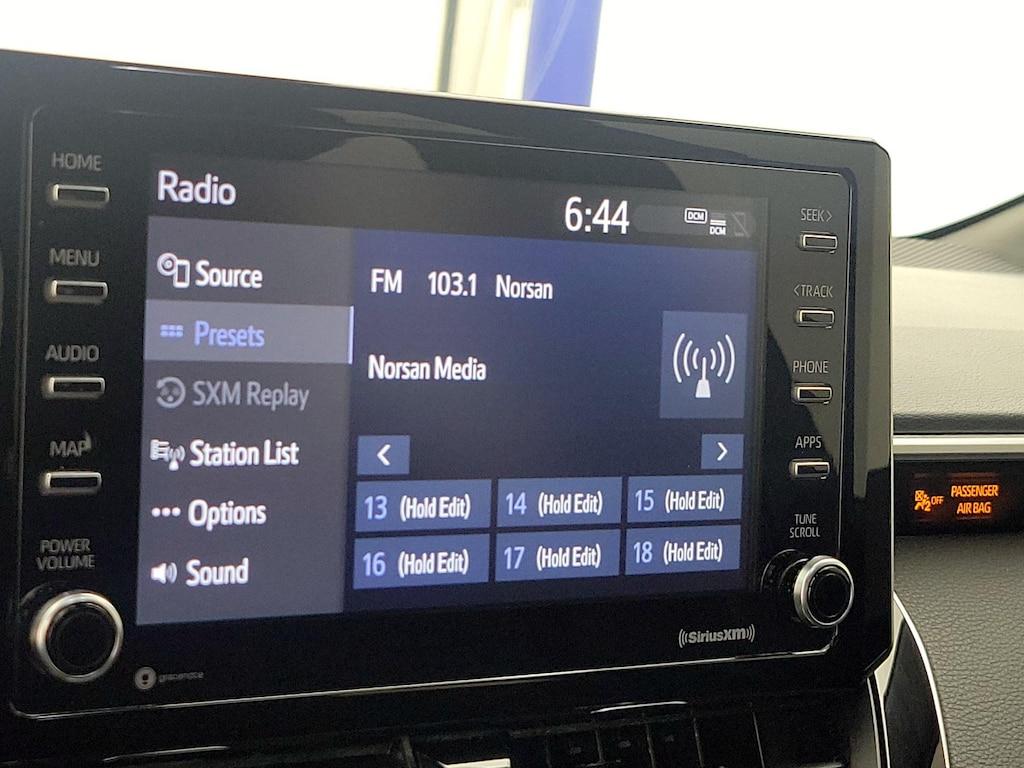 HOME
MENU
AUDIO
MAP
POWER
VOLUME
Radio
6:44
DCM
DCM
Source
Presets
SXM Replay
Station List
Options
Sound
FM 103.1 Norsan
Norsan Media
<
>
13 (Hold Edit) 14 (Hold Edit) 15 (Hold Edit)
16 (Hold Edit) 17 (Hold Edit) 18 (Hold Edit)
SEEK>
<TRACK
PHONE
APPS
TUNE
SCROLL
gracenote
((SiriusXM))
OFF
2
PASSENGER
AIR BAG